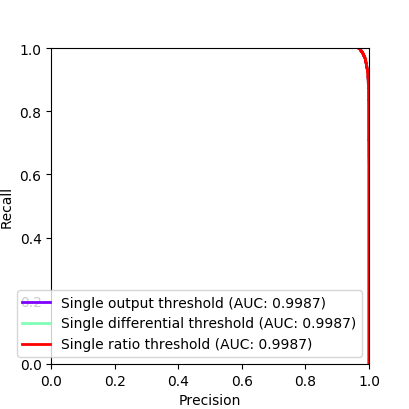 1.0
0.8
0.6
0.4
0.2
0.0
Recall
Single output threshold (AUC: 0.9987)
Single differential threshold (AUC: 0.9987)
Single ratio threshold (AUC: 0.9987)
0.0 0.2 0.4 0.6 0.8 1.0
Precision